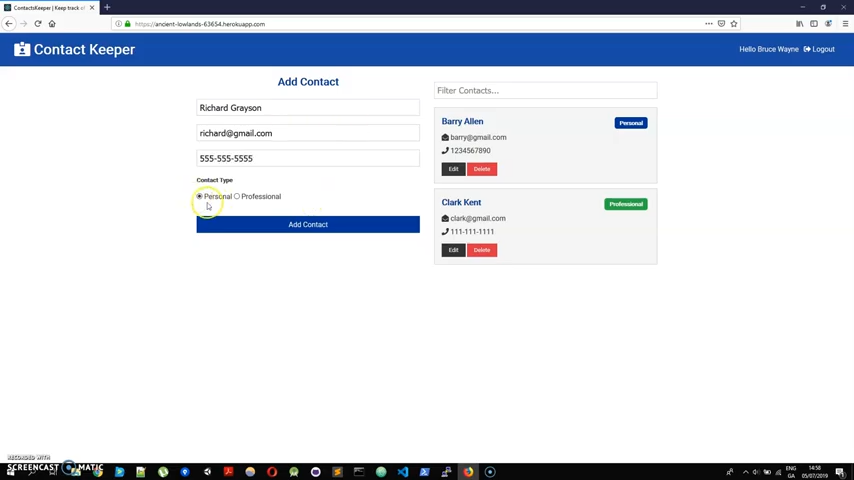 ContactsKeeper | Keep track of
https://ancient-lowlands-63654.herokuapp.com
Contact Keeper
Hello Bruce Wayne
Logout
Add Contact
Richard Grayson
richard@gmail.com
555-555-5555
Contact Type
Personal
Professional
Add Contact
Filter Contacts...
Barry Allen
Personal
barry@gmail.com
1234567890
Edit
Delete
Clark Kent
Professional
clark@gmail.com
111-111-1111
Edit
Delete
RECORDED WITH
SCREENCAST MATIC
ENG
GA
14:58
05/07/2019